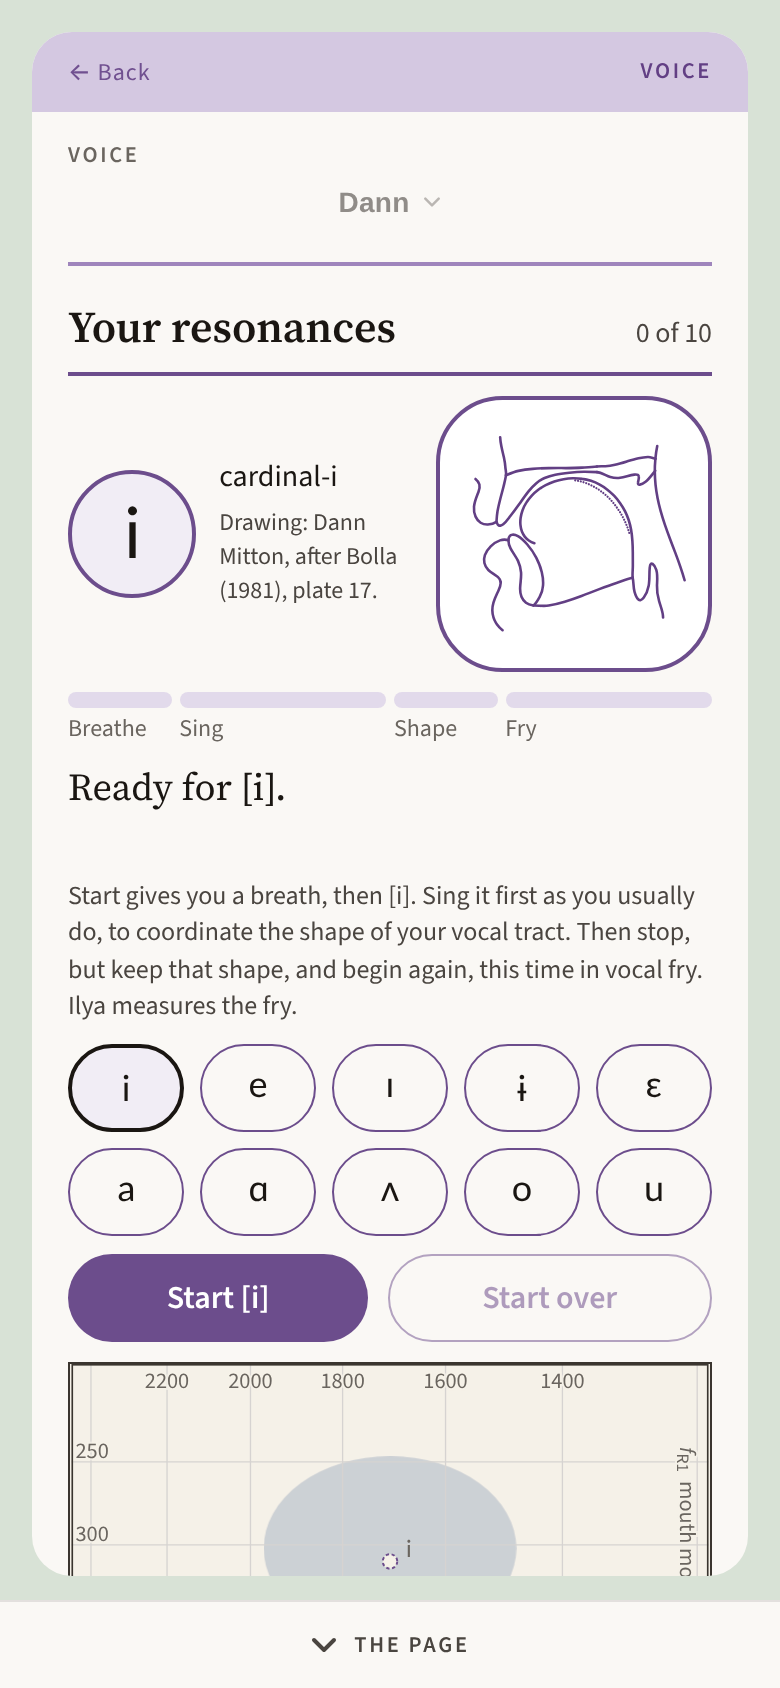 ← Back
VOICE
VOICE
Dann
Your resonances
0 of 10
i
cardinal-i
Drawing: Dann
Mitton, after Bolla
(1981), plate 17.
Breathe Sing Shape Fry
Ready for [i].
Start gives you a breath, then [i]. Sing it first as you usually
do, to coordinate the shape of your vocal tract. Then stop,
but keep that shape, and begin again, this time in vocal fry.
Ilya measures the fry.
i e ɪ ɨ ɛ
a ɑ ʌ o u
Start [i] Start over
2200 2000 1800 1600 1400
250
fR1 mouth
300
i
THE PAGE